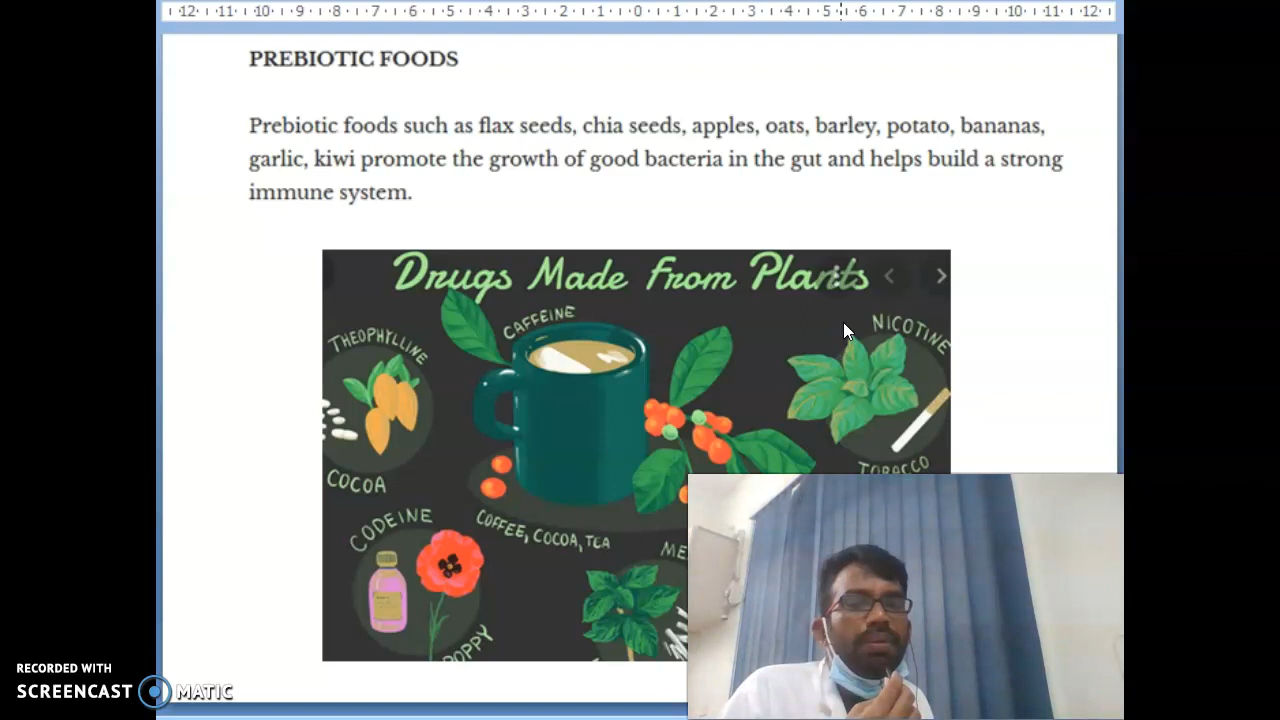 12 11 10 9 8 7 6 5 4 3 2 1 0 1 2 3 4 5 6 7 8 9 10 11 12
PREBIOTIC FOODS
Prebiotic foods such as flax seeds, chia seeds, apples, oats, barley, potato, bananas,
garlic, kiwi promote the growth of good bacteria in the gut and helps build a strong
immune system.
Drugs Made From Plants
THEOPHYLLINE
CAFFEINE
NICOTINE
COCOA
COFFEE, COCOA, TEA
TOBACCO
CODEINE
POPPY
RECORDED WITH
SCREENCAST MATIC